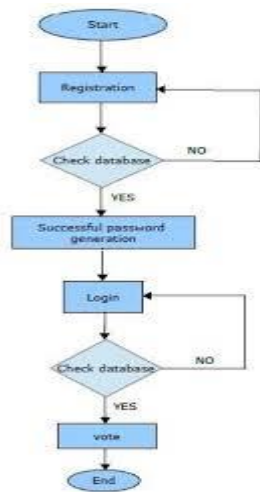 Start
Registration
Check database
NO
YES
Successful password
generation
Login
Check database
NO
YES
vote
End